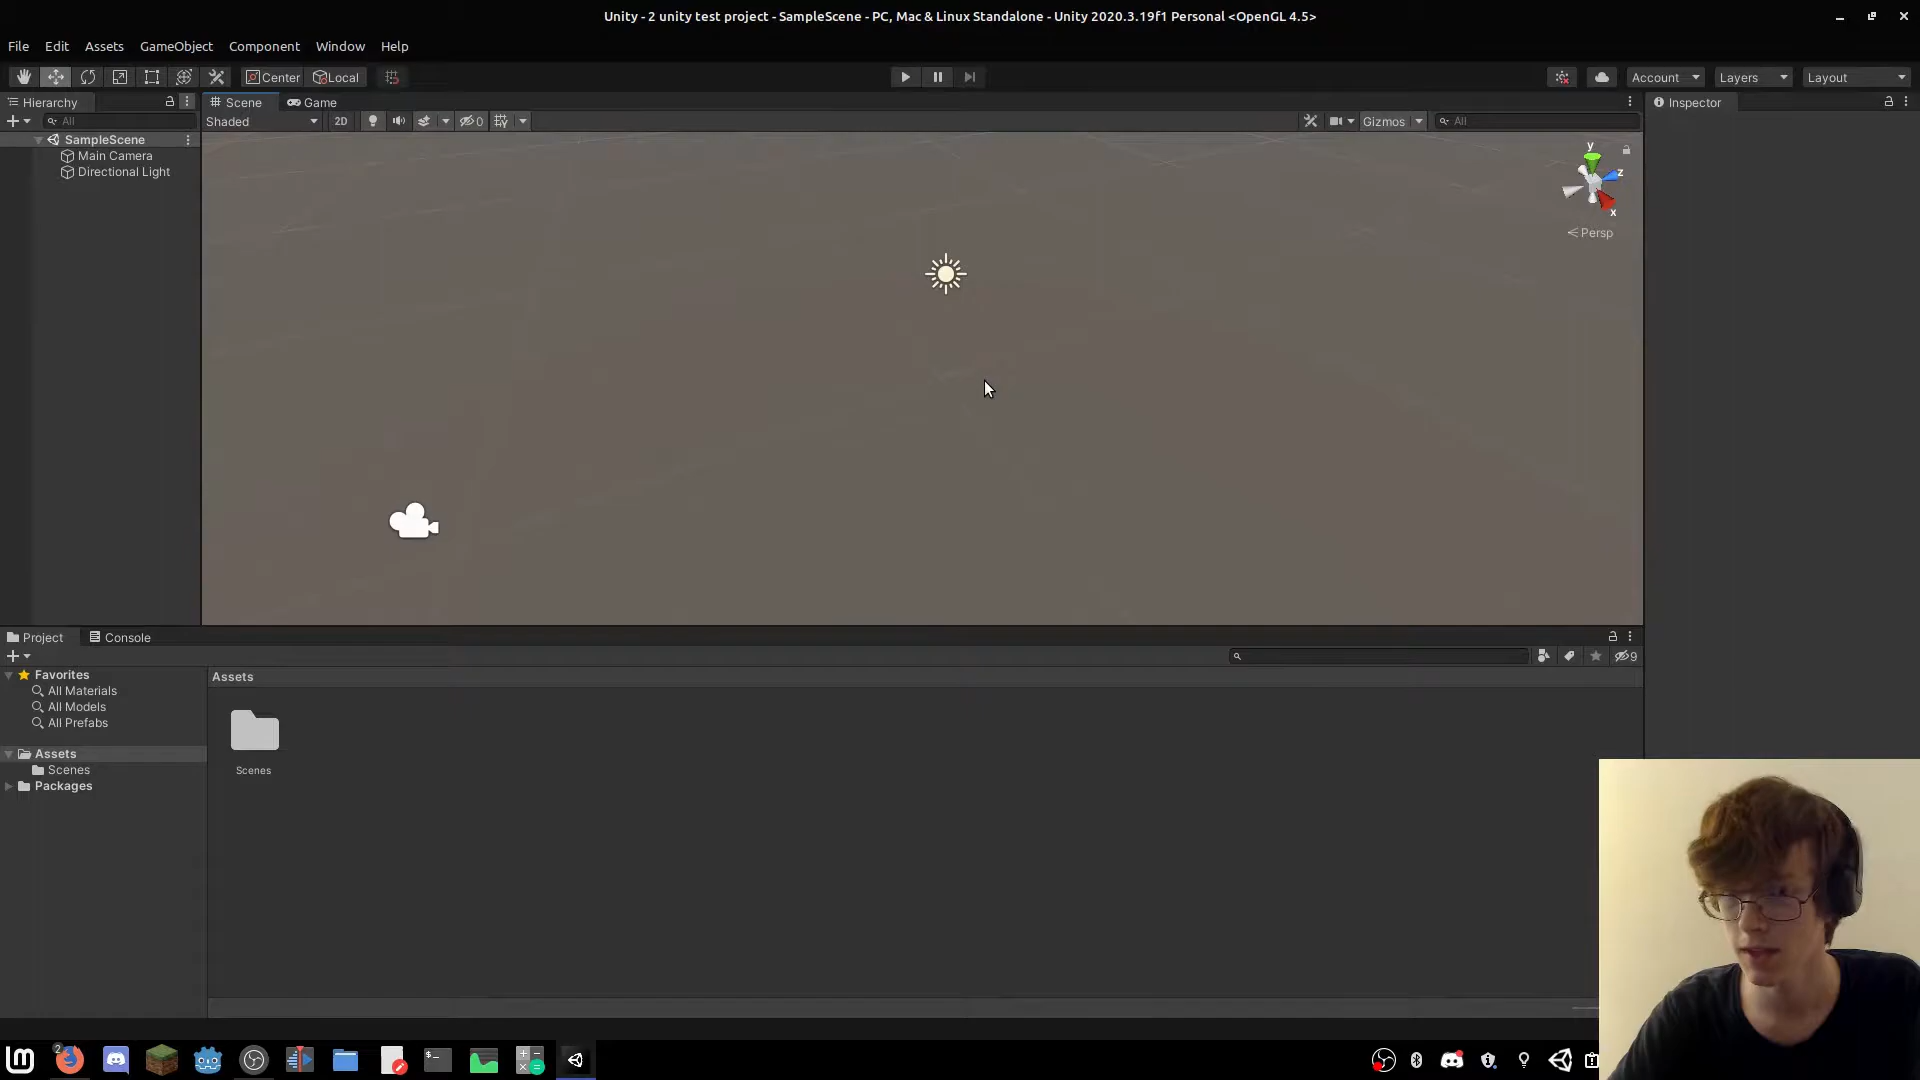 Unity - 2 unity test project - SampleScene - PC, Mac & Linux Standalone - Unity 2020.3.19f1 Personal <OpenGL 4.5>
File Edit Assets GameObject Component Window Help
Center Local Account Layers Layout
Hierarchy Scene Game Inspector
All Shaded 2D 0 Gizmos All
SampleScene
Main Camera
Directional Light
y
z
x
Persp
Project Console
9
Favorites
All Materials
All Models
All Prefabs
Assets
Scenes
Packages
Assets
Scenes
2